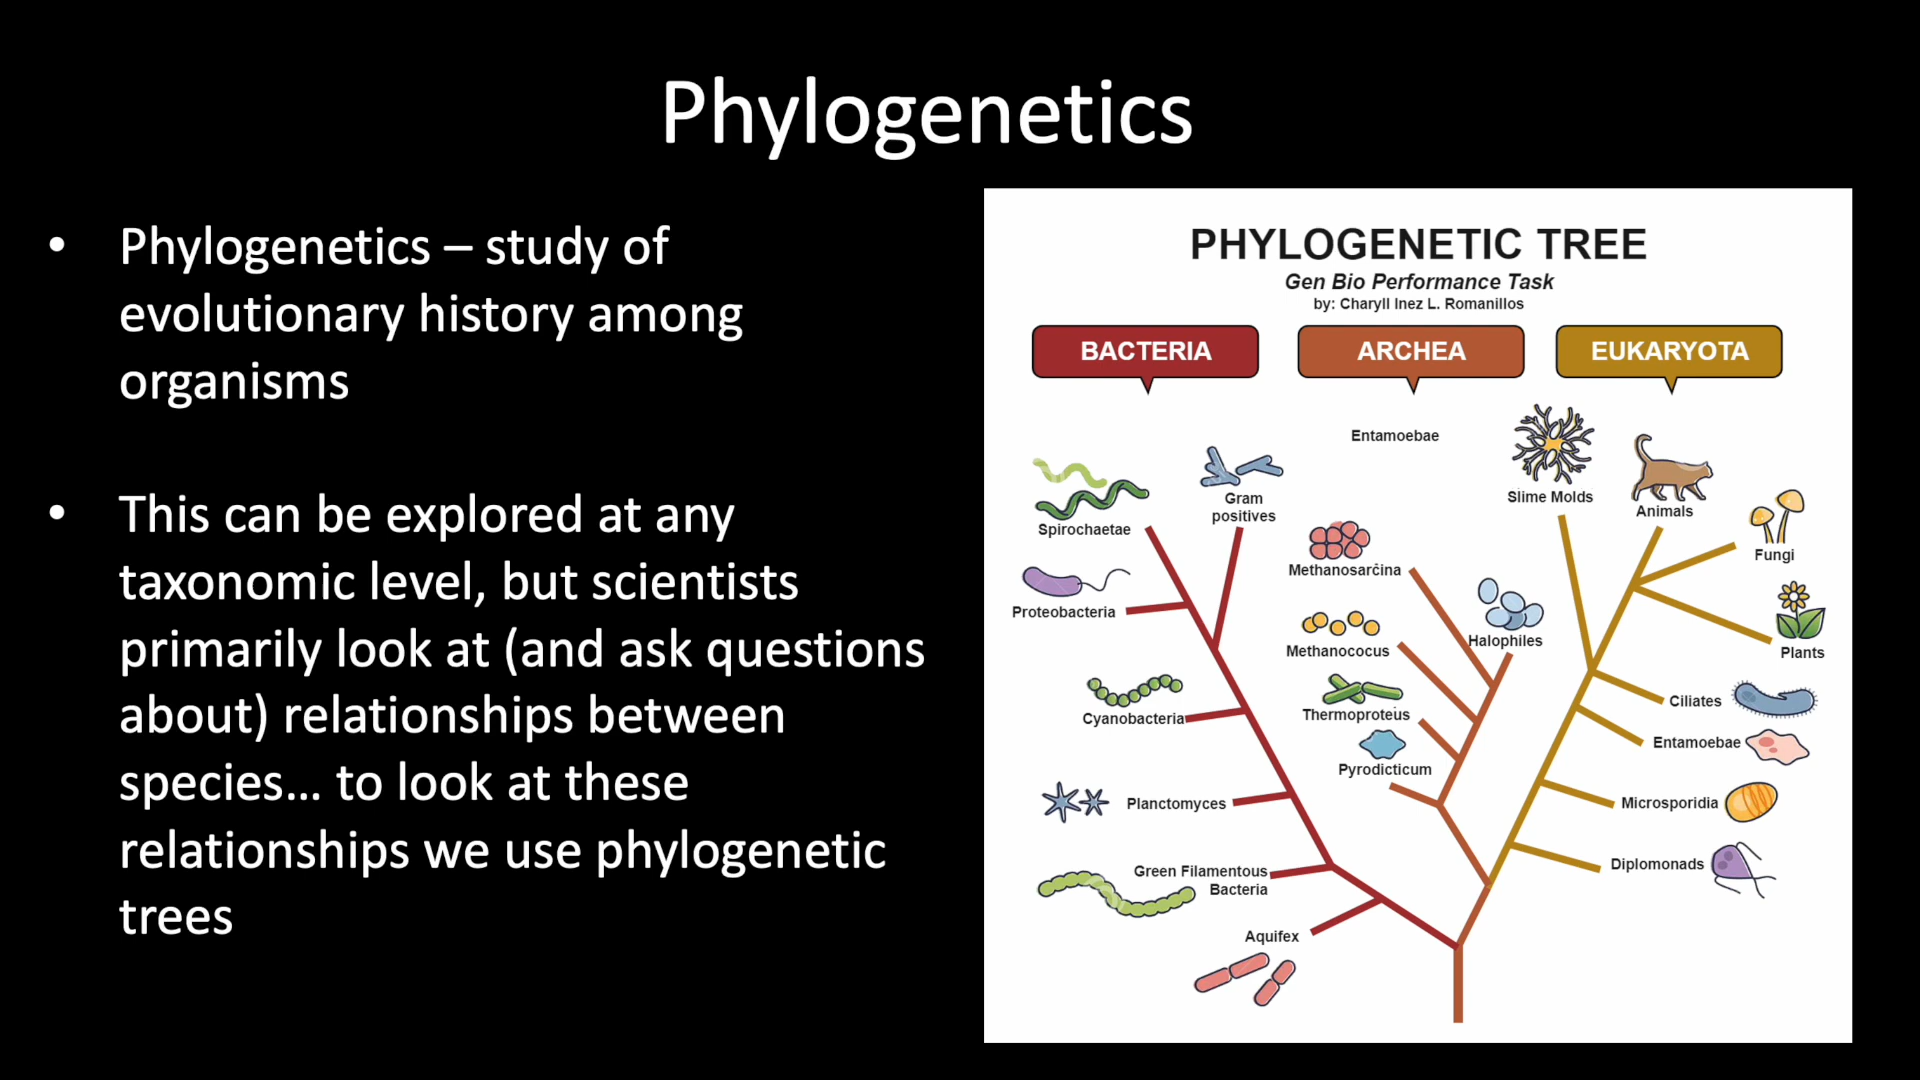 Phylogenetics
• Phylogenetics – study of
evolutionary history among
organisms
• This can be explored at any
taxonomic level, but scientists
primarily look at (and ask questions
about) relationships between
species... to look at these
relationships we use phylogenetic
trees
PHYLOGENETIC TREE
Gen Bio Performance Task
by: Charyll Inez L. Romanillos
BACTERIA
ARCHEA
EUKARYOTA
Entamoebae
Spirochaetae
Gram
positives
Slime Molds
Animals
Fungi
Methanosarćina
Proteobacteria
Methanococus
Halophiles
Plants
Cyanobacteria
Thermoproteus
Ciliates
Pyrodicticum
Entamoebae
Planctomyces
Microsporidia
Green Filamentous
Bacteria
Diplomonads
Aquifex